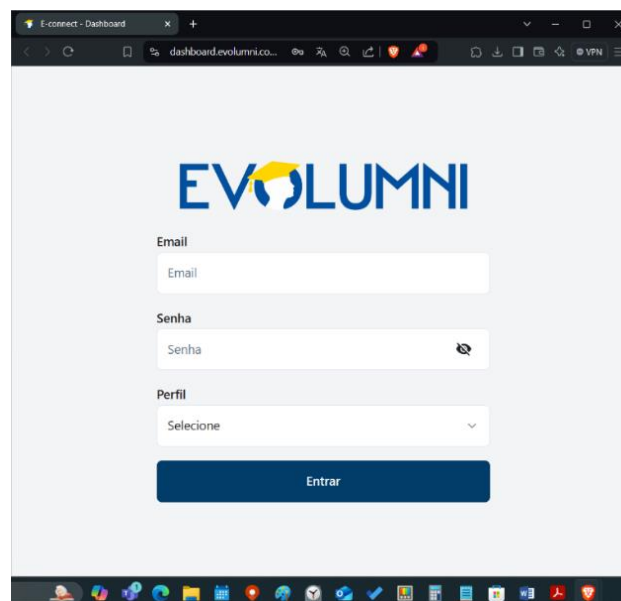 E-connect - Dashboard
dashboard.evolumni.co...
VPN
EVOLUMNI
Email
Email
Senha
Senha
Perfil
Selecione
Entrar